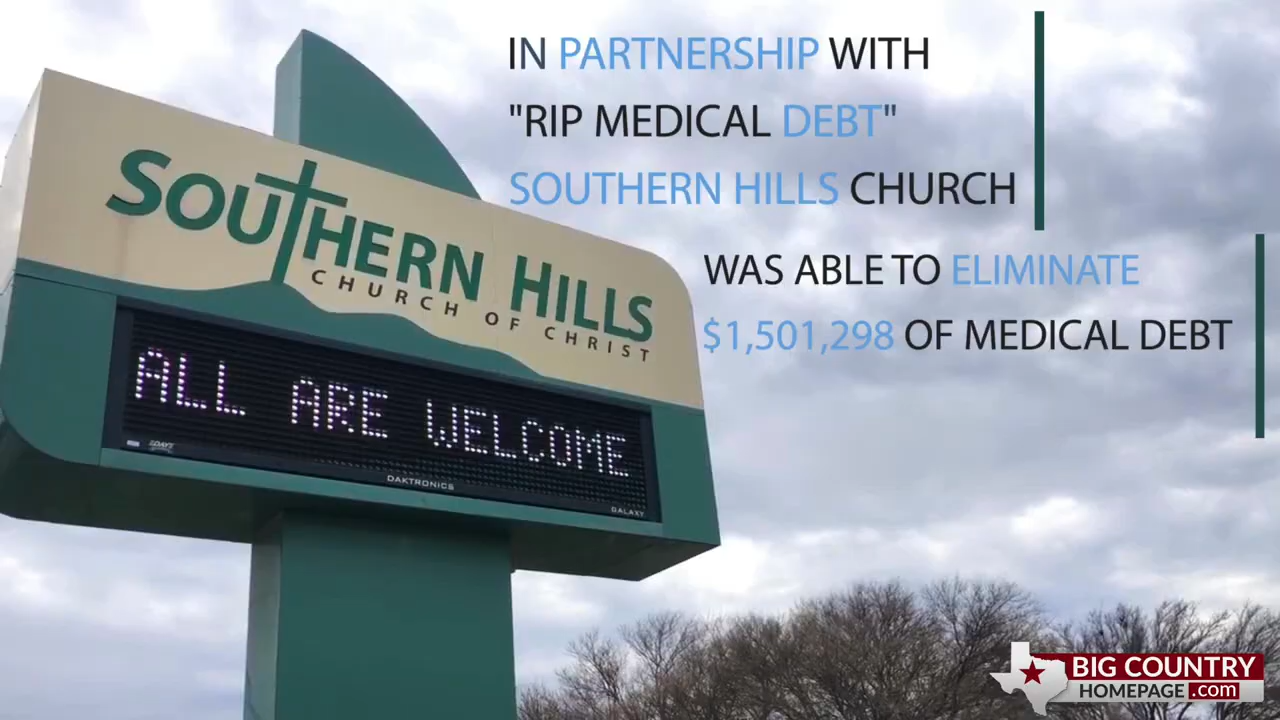 IN PARTNERSHIP WITH
"RIP MEDICAL DEBT"
SOUTHERN HILLS CHURCH
WAS ABLE TO ELIMINATE
$1,501,298 OF MEDICAL DEBT
SOUTHERN HILLS
CHURCH OF CHRIST
ALL ARE WELCOME
DAKTRONICS
GALAXY
BIG COUNTRY
HOMEPAGE.com